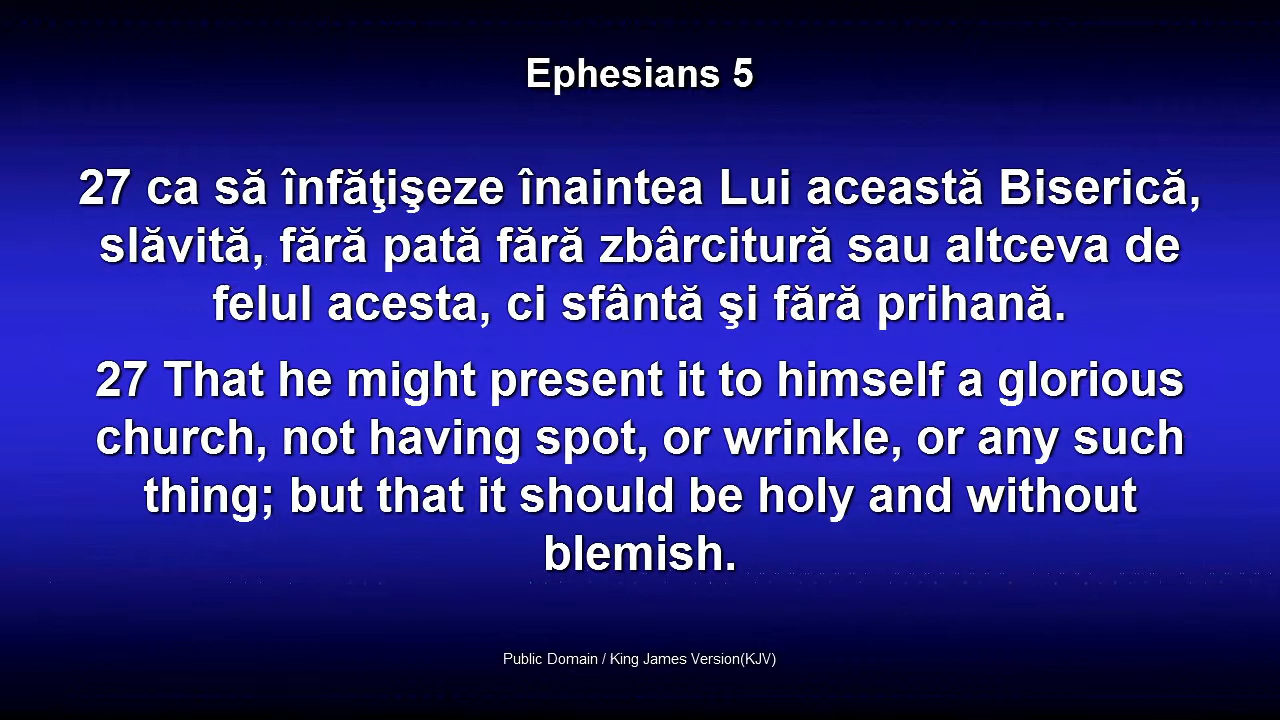 Ephesians 5
27 ca să înfăţişeze înaintea Lui această Biserică,
slăvită, fără pată fără zbârcitură sau altceva de
felul acesta, ci sfântă şi fără prihană.
27 That he might present it to himself a glorious
church, not having spot, or wrinkle, or any such
thing; but that it should be holy and without
blemish.
Public Domain / King James Version(KJV)